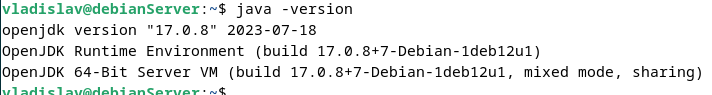 vladislav@debianServer:~$ java -version
openjdk version "17.0.8" 2023-07-18
OpenJDK Runtime Environment (build 17.0.8+7-Debian-1deb12u1)
OpenJDK 64-Bit Server VM (build 17.0.8+7-Debian-1deb12u1, mixed mode, sharing)
vladislav@debianServer:~$